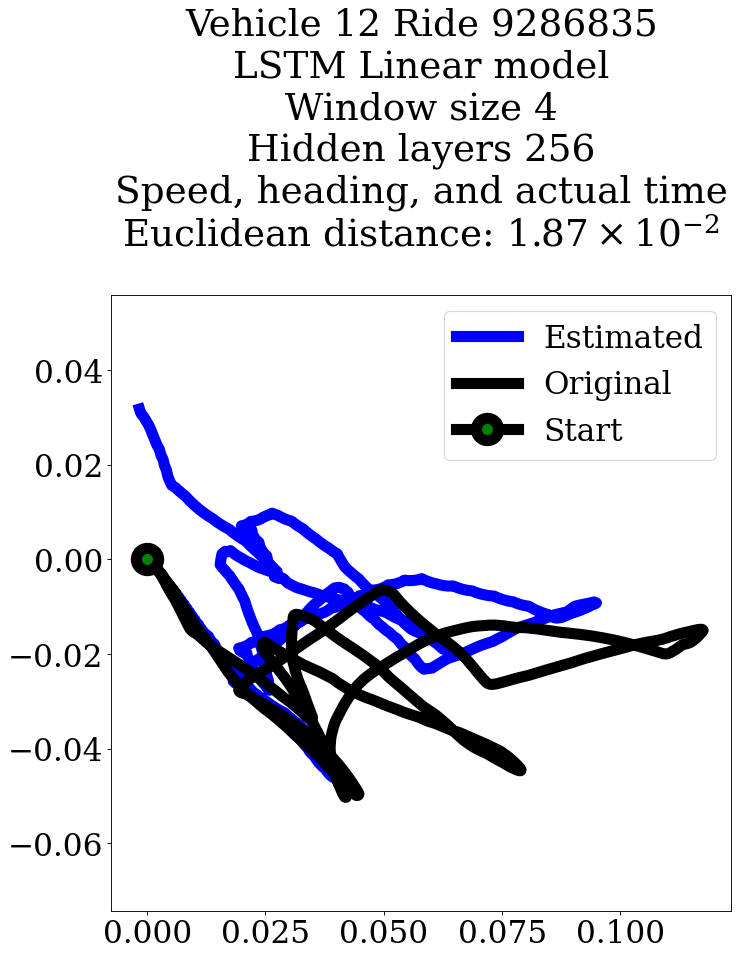 Vehicle 12 Ride 9286835
LSTM Linear model
Window size 4
Hidden layers 256
Speed, heading, and actual time
Euclidean distance: 1.87 × 10⁻²
Estimated
Original
Start
0.04
0.02
0.00
−0.02
−0.04
−0.06
0.000 0.025 0.050 0.075 0.100